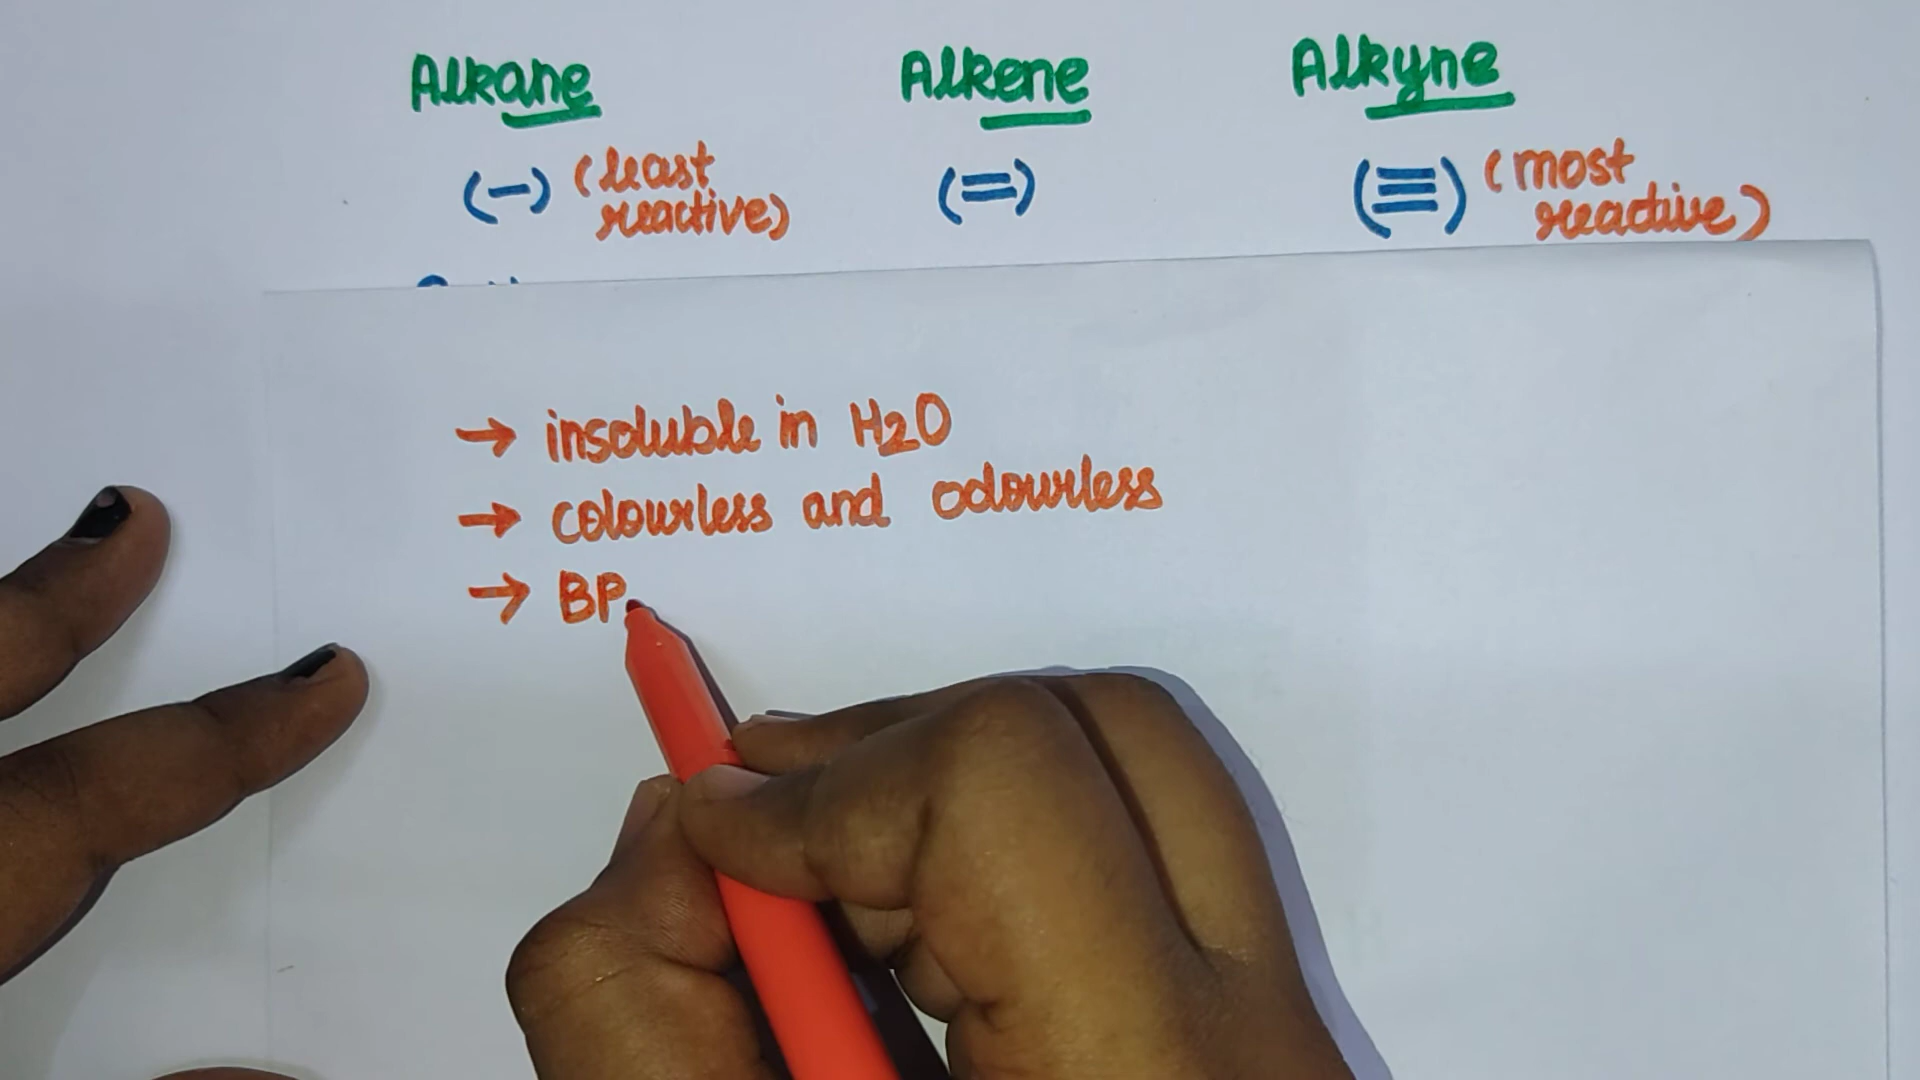 Alkane Alkene Alkyne
(−) (least reactive) (=) (≡) (most reactive)
→ insoluble in H2O
→ colourless and odourless
→ BP